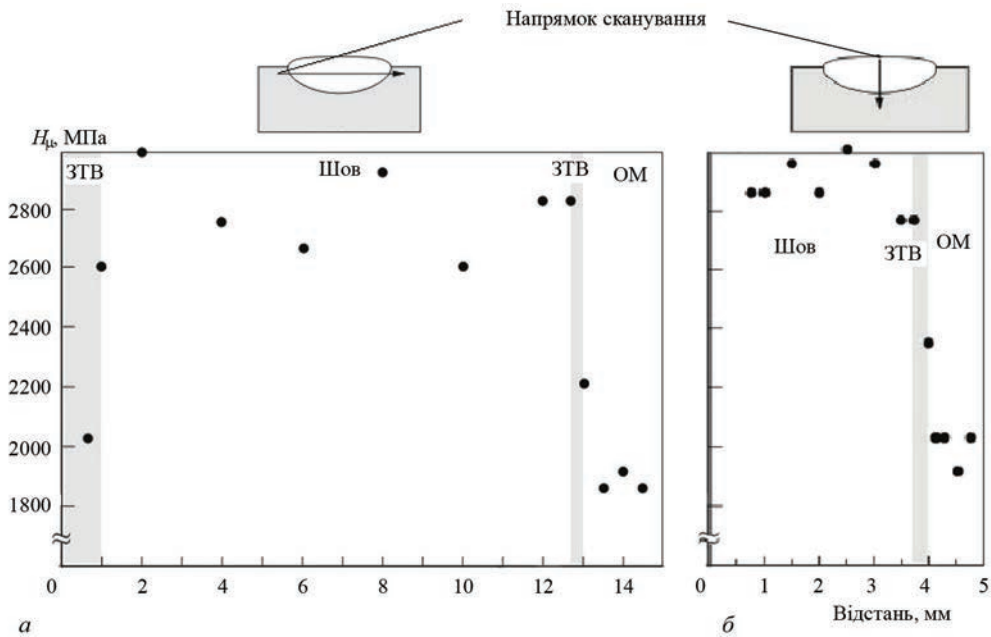 Напрямок сканування
Hμ, МПа
ЗТВ
Шов
ЗТВ
ОМ
2800
2600
2400
2200
2000
1800
0
2
4
6
8
10
12
14
а
Шов
ЗТВ
ОМ
0
1
2
3
4
5
Відстань, мм
б